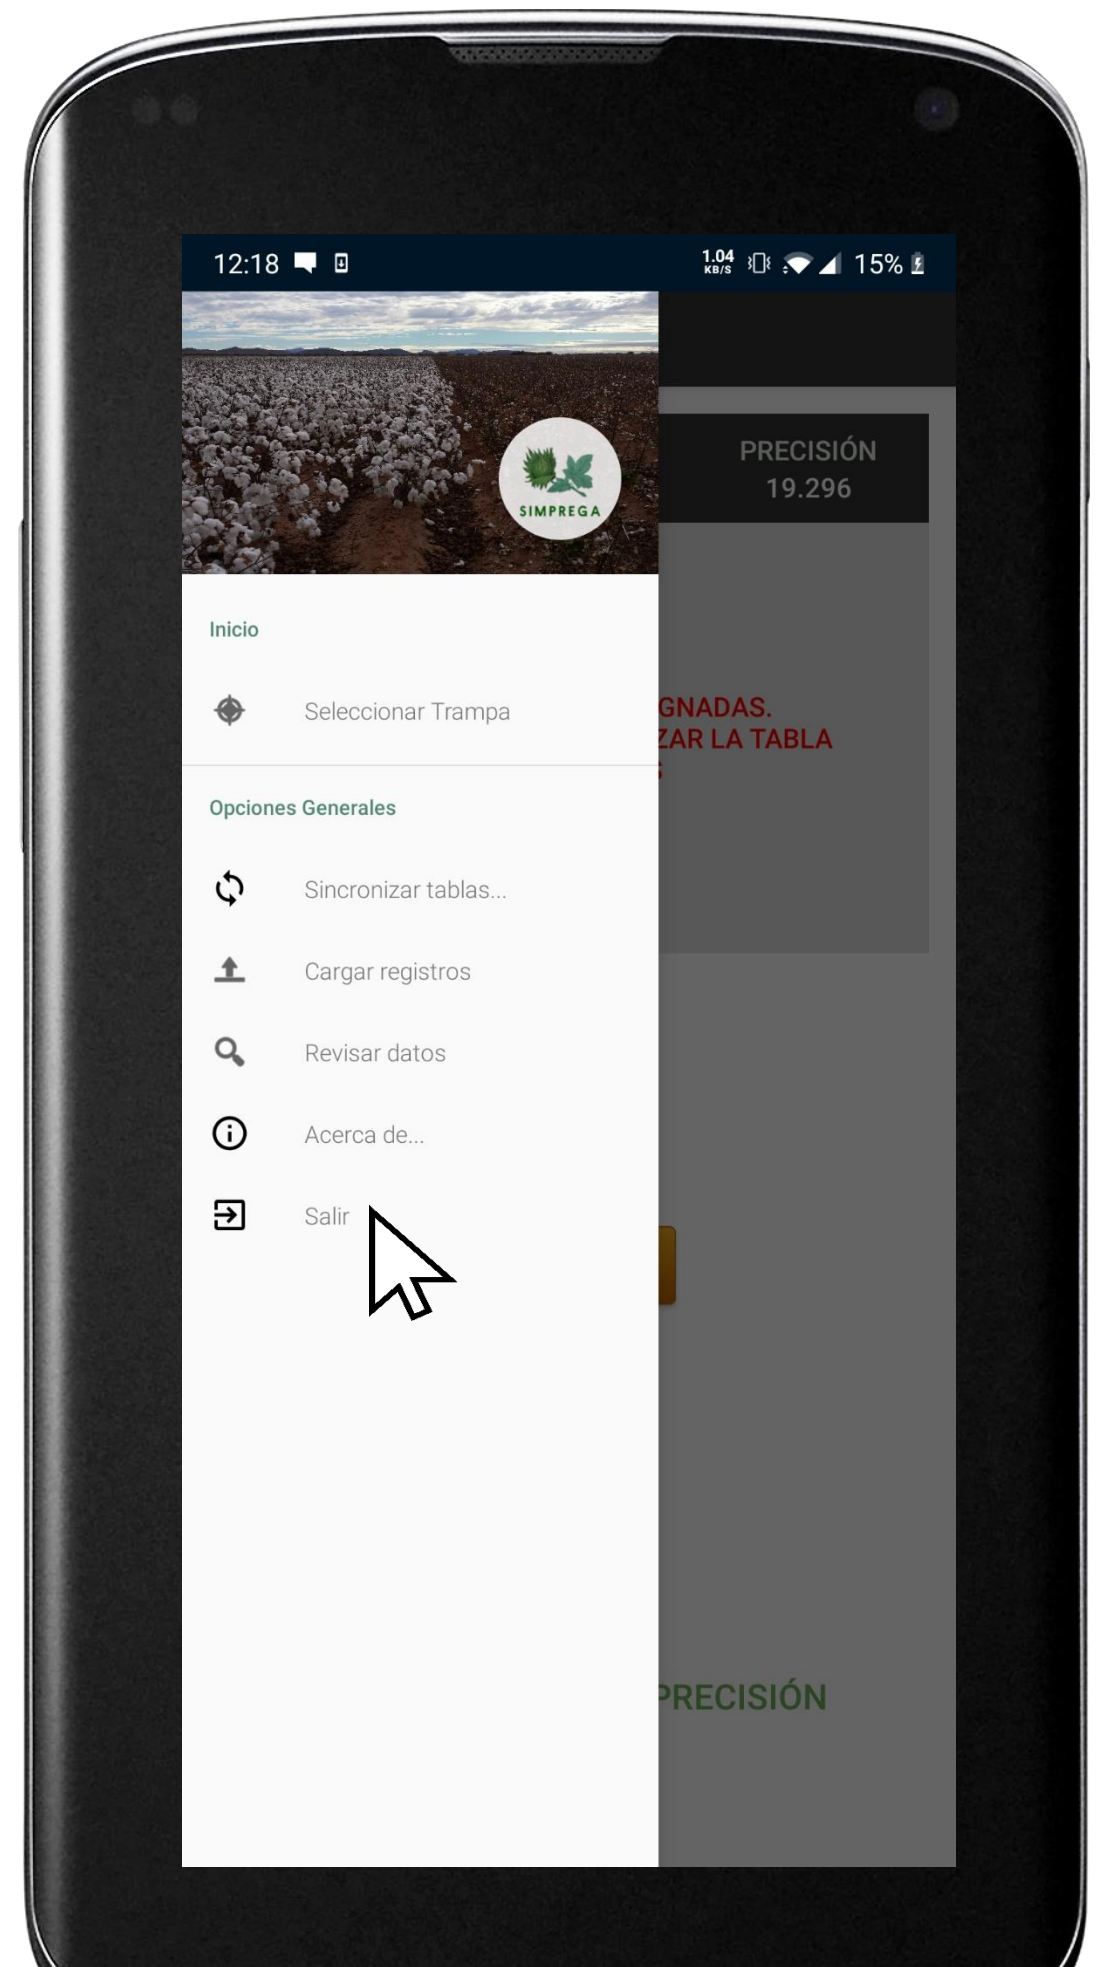 12:18
1.04
KB/S
15%
SIMPREGA
PRECISIÓN
19.296
Inicio
Seleccionar Trampa
GNADAS.
ZAR LA TABLA
Opciones Generales
Sincronizar tablas...
Cargar registros
Revisar datos
Acerca de...
Salir
PRECISIÓN